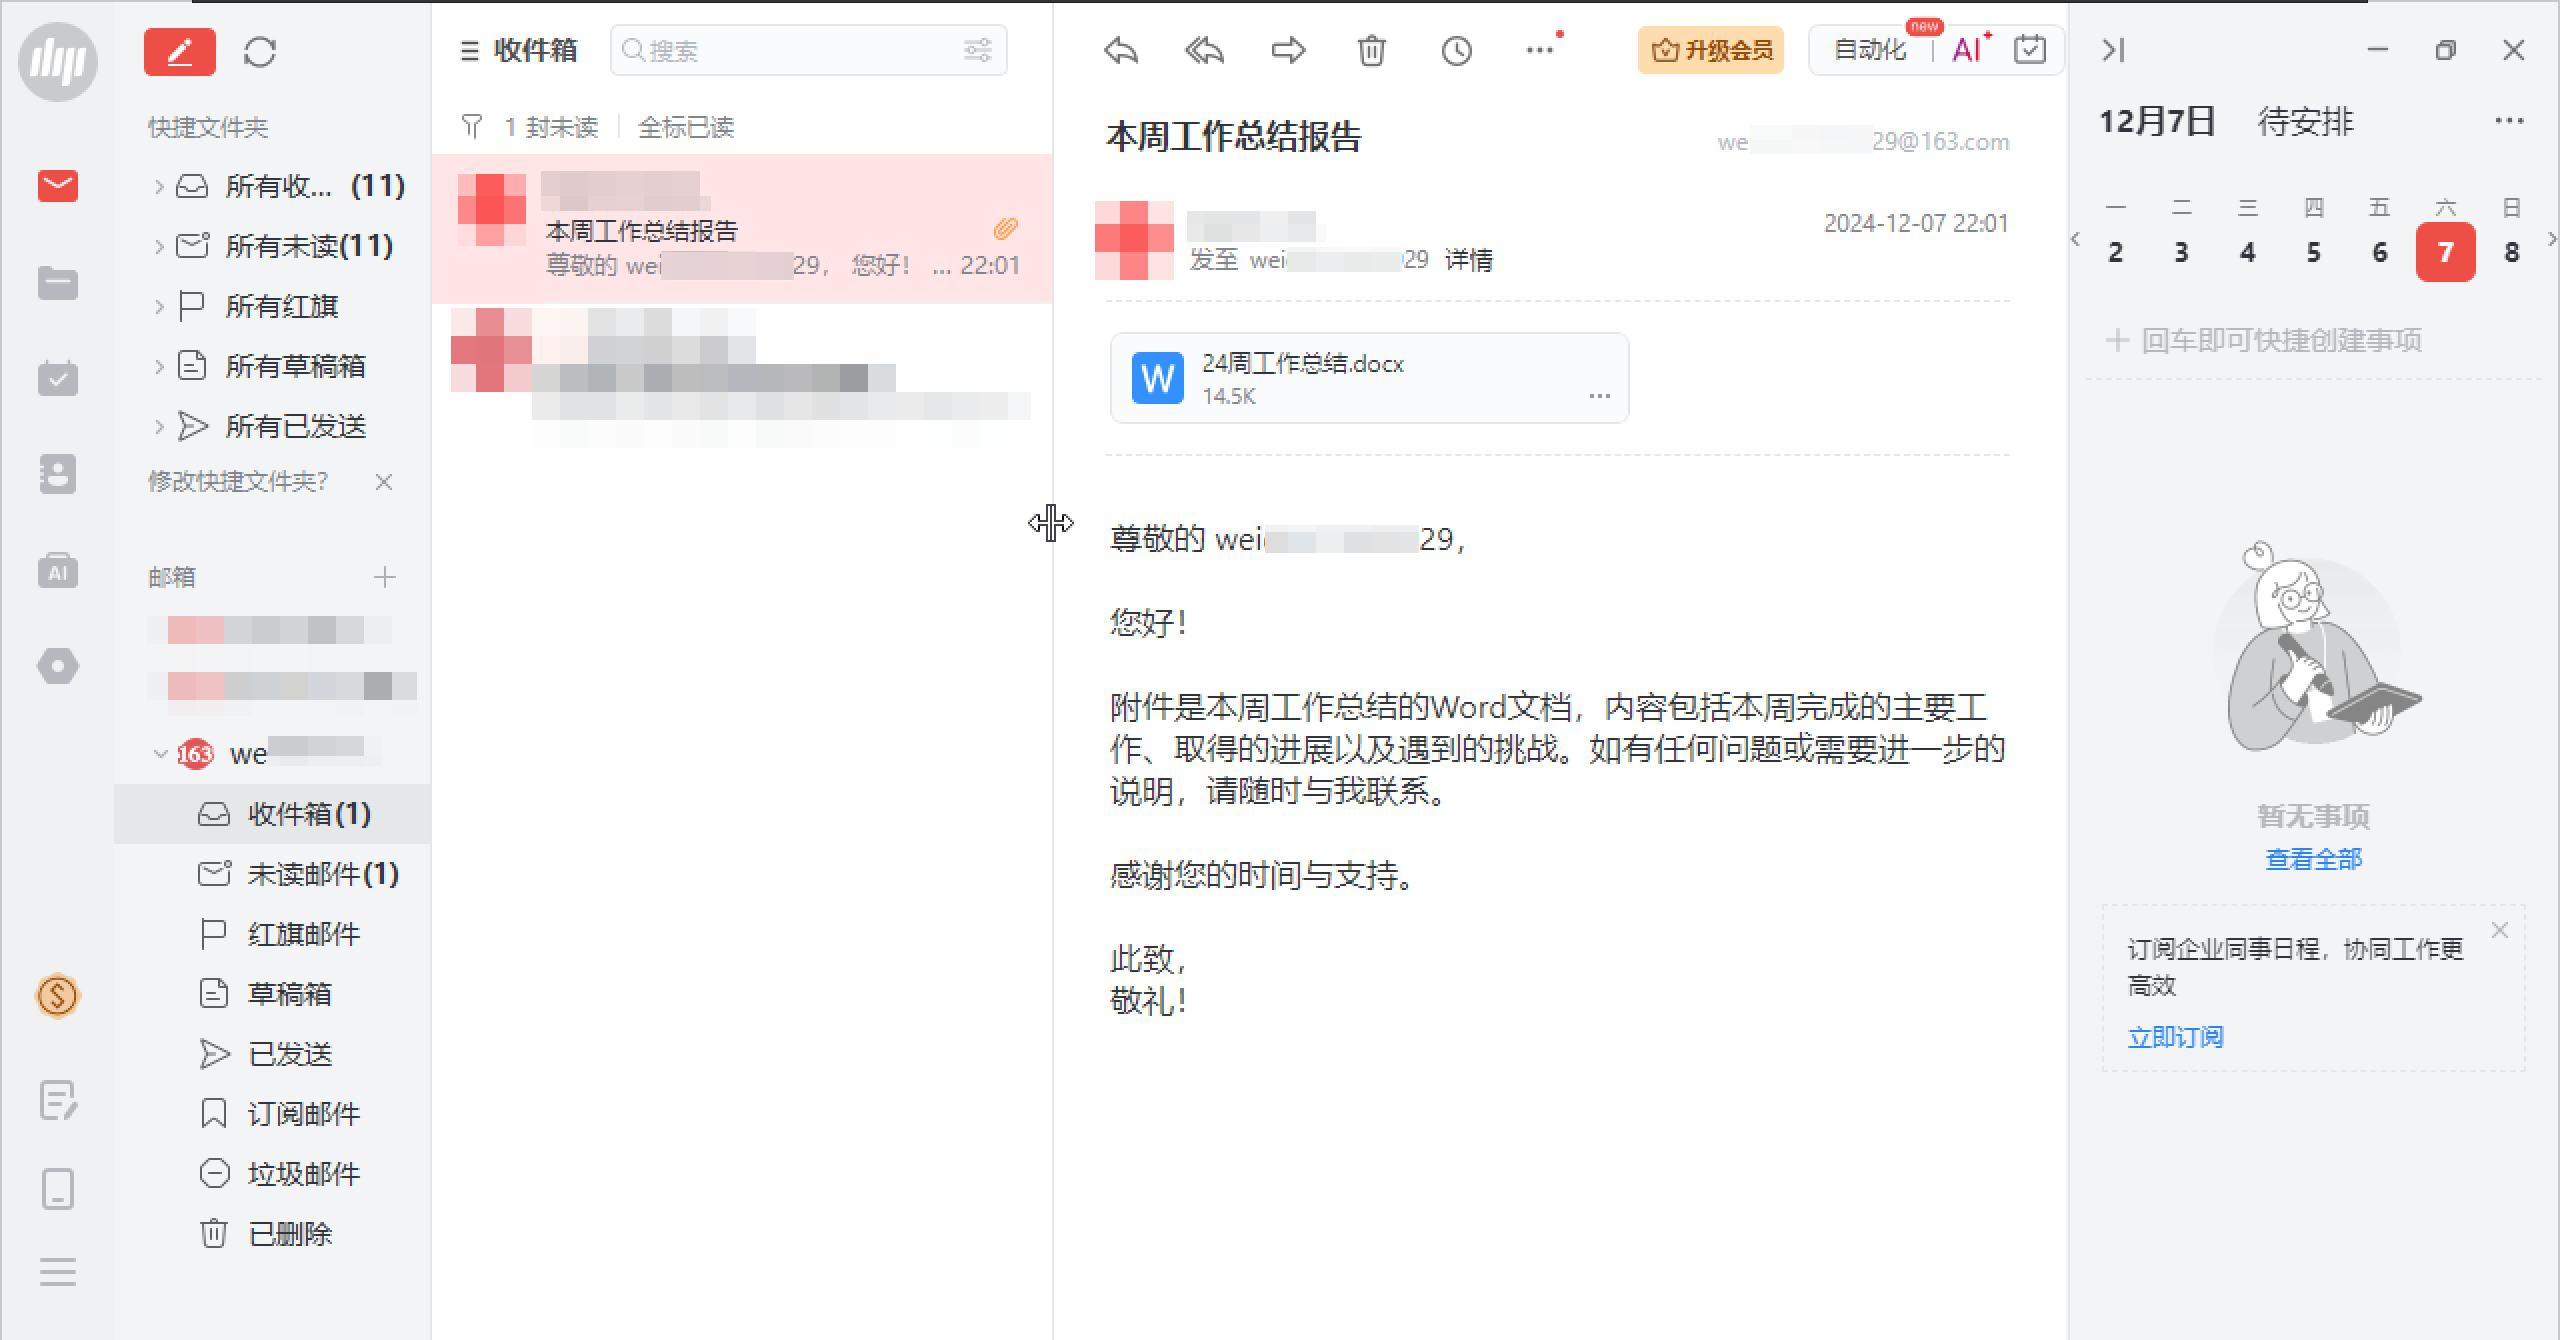 收件箱
搜索
升级会员
自动化
new
AI
快捷文件夹
所有收... (11)
所有未读(11)
所有红旗
所有草稿箱
所有已发送
修改快捷文件夹?
邮箱
163 we
收件箱(1)
未读邮件(1)
红旗邮件
草稿箱
已发送
订阅邮件
垃圾邮件
已删除
AI
1 封未读
全标已读
本周工作总结报告
尊敬的 wei 29， 您好！ ... 22:01
本周工作总结报告
we 29@163.com
2024-12-07 22:01
发至 wei 29 详情
W
24周工作总结.docx
14.5K
尊敬的 wei 29，
您好！
附件是本周工作总结的Word文档，内容包括本周完成的主要工
作、取得的进展以及遇到的挑战。如有任何问题或需要进一步的
说明，请随时与我联系。
感谢您的时间与支持。
此致，
敬礼！
12月7日 待安排
一 二 三 四 五 六 日
2 3 4 5 6 7 8
回车即可快捷创建事项
暂无事项
查看全部
订阅企业同事日程，协同工作更
高效
立即订阅